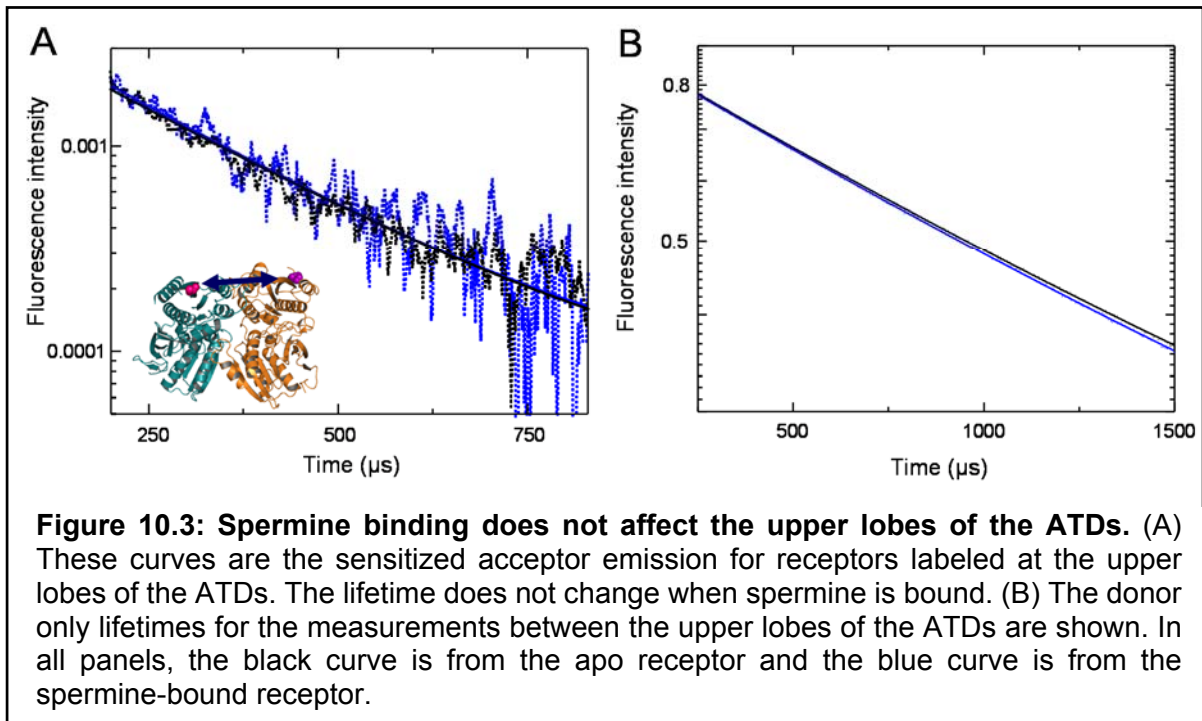 A
B
Fluorescence intensity
0.001
0.0001
250
500
750
Time (µs)
Fluorescence intensity
0.8
0.5
500
1000
1500
Time (µs)
Figure 10.3: Spermine binding does not affect the upper lobes of the ATDs. (A)
These curves are the sensitized acceptor emission for receptors labeled at the upper
lobes of the ATDs. The lifetime does not change when spermine is bound. (B) The donor
only lifetimes for the measurements between the upper lobes of the ATDs are shown. In
all panels, the black curve is from the apo receptor and the blue curve is from the
spermine-bound receptor.